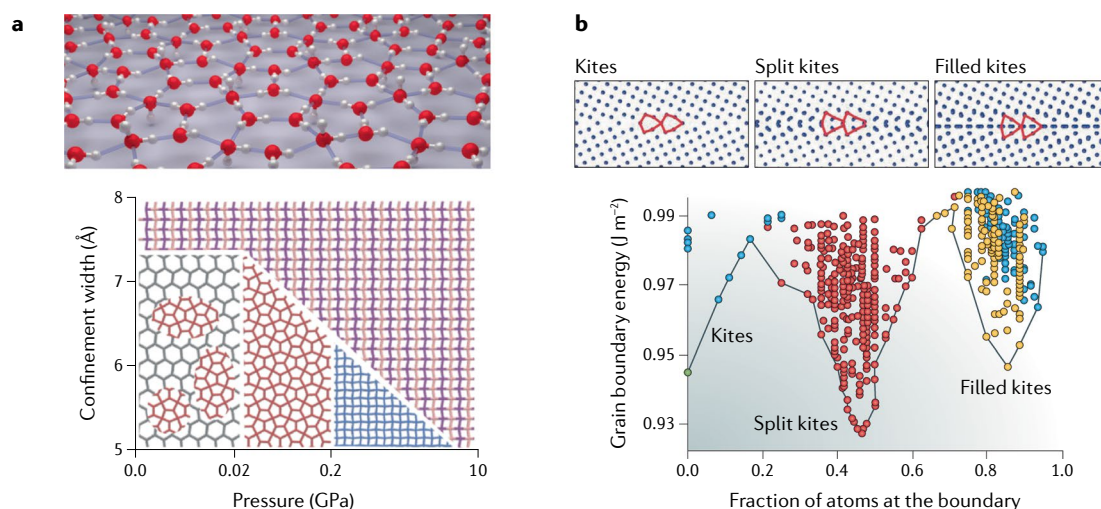 a
8
7
6
5
Confinement width (Å)
0.0
0.02
0.2
10
Pressure (GPa)
b
Kites
Split kites
Filled kites
0.99
0.97
0.95
0.93
Grain boundary energy (J m⁻²)
Kites
Split kites
Filled kites
0.0
0.2
0.4
0.6
0.8
1.0
Fraction of atoms at the boundary